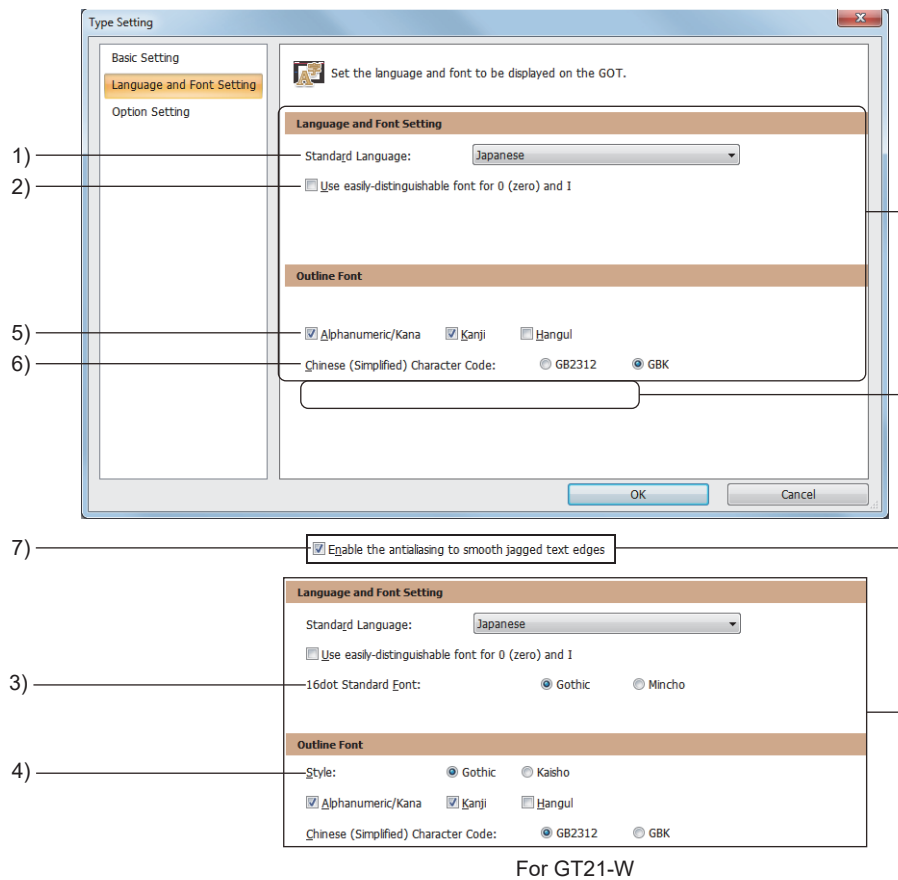 Type Setting
Basic Setting
Language and Font Setting
Option Setting
Set the language and font to be displayed on the GOT.
Language and Font Setting
1)
Standard Language: Japanese
2)
Use easily-distinguishable font for 0 (zero) and I
Outline Font
5)
Alphanumeric/Kana Kanji Hangul
6)
Chinese (Simplified) Character Code: GB2312 GBK
OK Cancel
7)
Enable the antialiasing to smooth jagged text edges
Language and Font Setting
Standard Language: Japanese
Use easily-distinguishable font for 0 (zero) and I
3)
16dot Standard Font: Gothic Mincho
Outline Font
4)
Style: Gothic Kaisho
Alphanumeric/Kana Kanji Hangul
Chinese (Simplified) Character Code: GB2312 GBK
For GT21-W